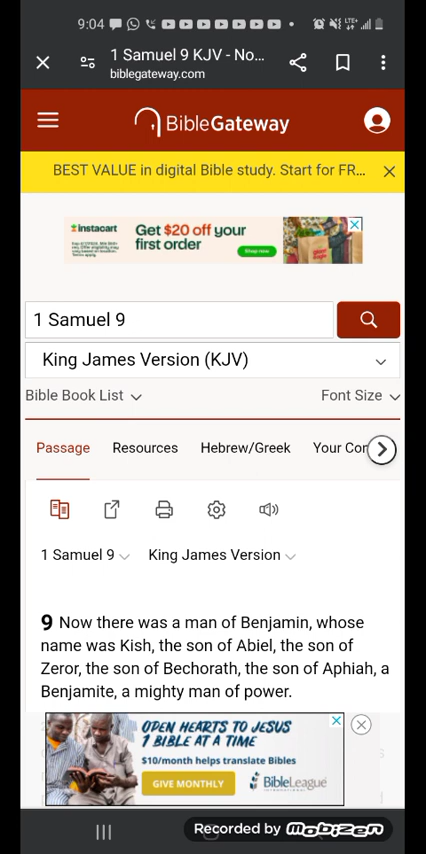 9:04
LTE+
1 Samuel 9 KJV - No...
biblegateway.com
BibleGateway
BEST VALUE in digital Bible study. Start for FR...
instacart
Get $20 off your
first order
Shop now
1 Samuel 9
King James Version (KJV)
Bible Book List
Font Size
Passage Resources Hebrew/Greek Your Con
1 Samuel 9 King James Version
9 Now there was a man of Benjamin, whose
name was Kish, the son of Abiel, the son of
Zeror, the son of Bechorath, the son of Aphiah, a
Benjamite, a mighty man of power.
OPEN HEARTS TO JESUS
1 BIBLE AT A TIME
$10/month helps translate Bibles
GIVE MONTHLY
BibleLeague
INTERNATIONAL
Recorded by mobizen